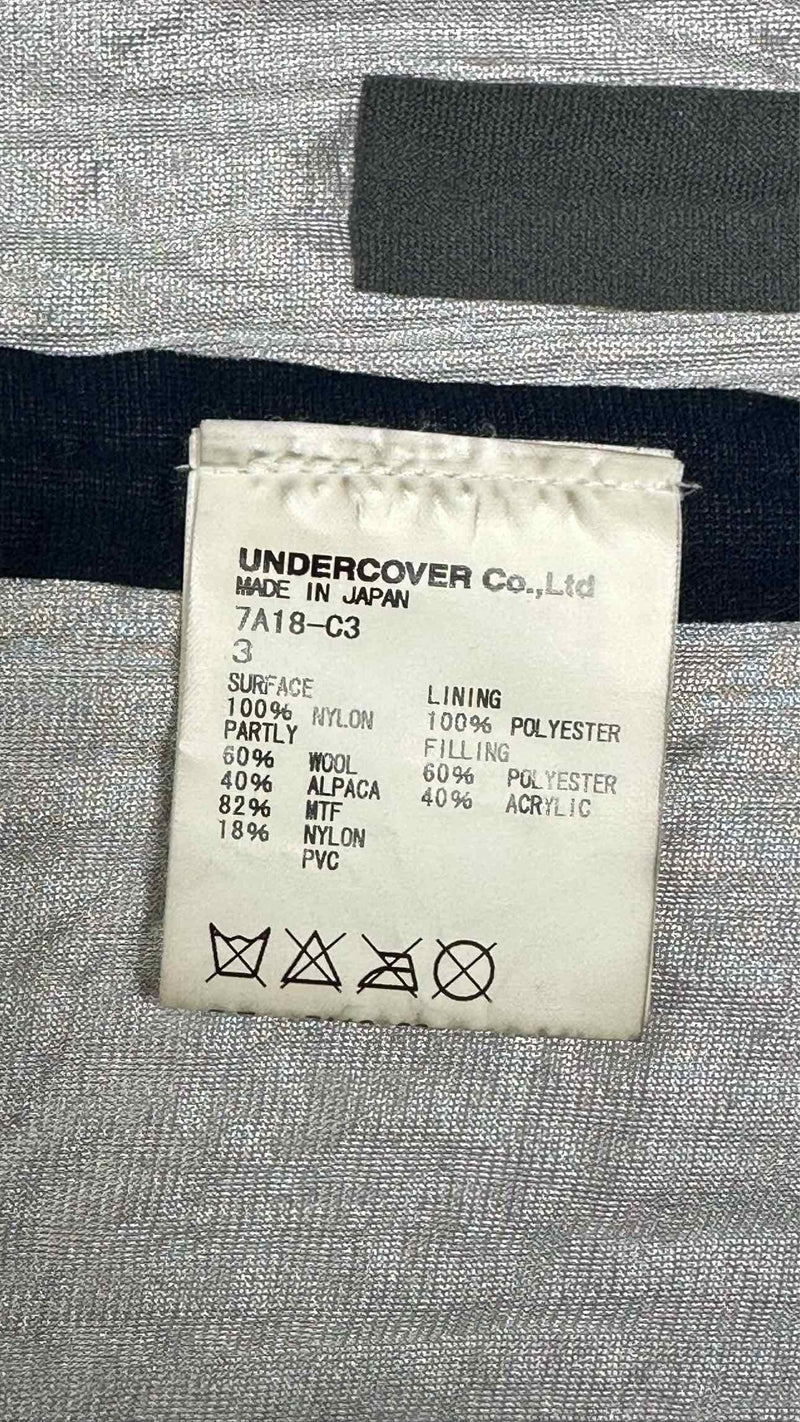 UNDERCOVER Co.,Ltd
MADE IN JAPAN
7A18-C3
3
SURFACE
100% NYLON
PARTLY
60% WOOL
40% ALPACA
82% MTF
18% NYLON
PVC
LINING
100% POLYESTER
FILLING
60% POLYESTER
40% ACRYLIC